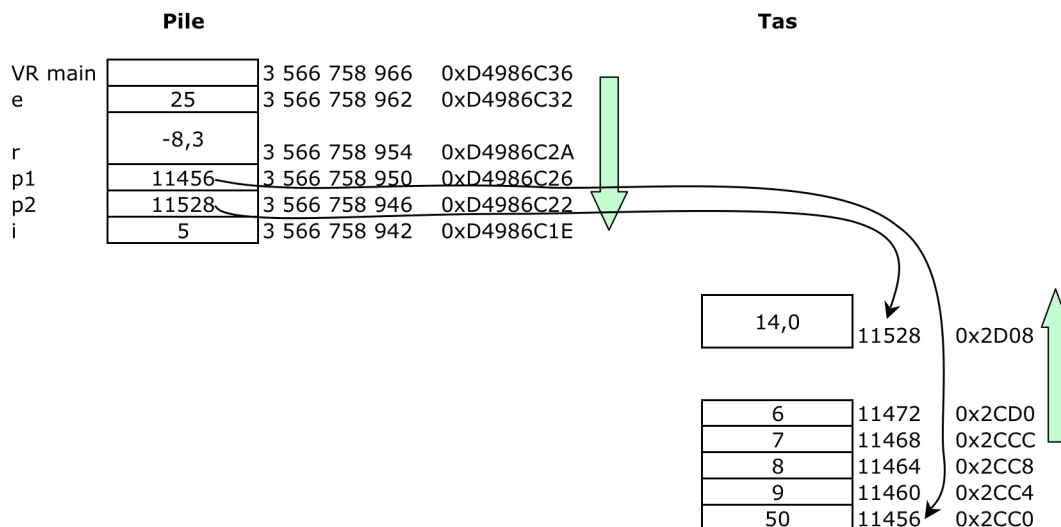 Pile Tas
VR main 3 566 758 966 0xD4986C36
e 25 3 566 758 962 0xD4986C32
-8,3
r 3 566 758 954 0xD4986C2A
p1 11456 3 566 758 950 0xD4986C26
p2 11528 3 566 758 946 0xD4986C22
i 5 3 566 758 942 0xD4986C1E
14,0
11528 0x2D08
6 11472 0x2CD0
7 11468 0x2CCC
8 11464 0x2CC8
9 11460 0x2CC4
50 11456 0x2CC0